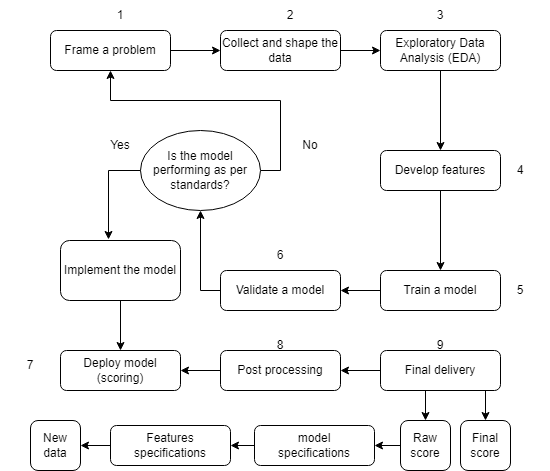 1
2
3
Frame a problem
Collect and shape the
data
Exploratory Data
Analysis (EDA)
Yes
No
Is the model
performing as per
standards?
Develop features
4
6
Implement the model
Validate a model
Train a model
5
8
9
7
Deploy model
(scoring)
Post processing
Final delivery
New
data
Features
specifications
model
specifications
Raw
score
Final
score